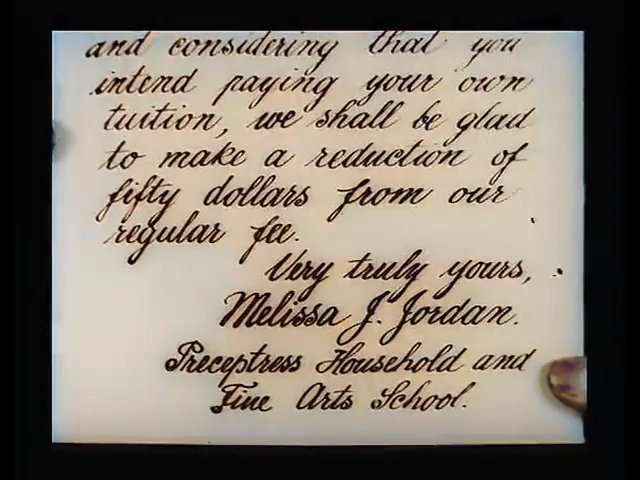 and considering that you
intend paying your own
tuition, we shall be glad
to make a reduction of
fifty dollars from our
regular fee.
Very truly yours,
Melissa J. Jordan.
Preceptress Household and
Fine Arts School.